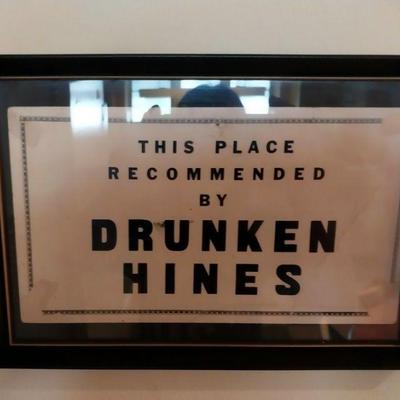 THIS PLACE
RECOMMENDED
BY
DRUNKEN
HINES